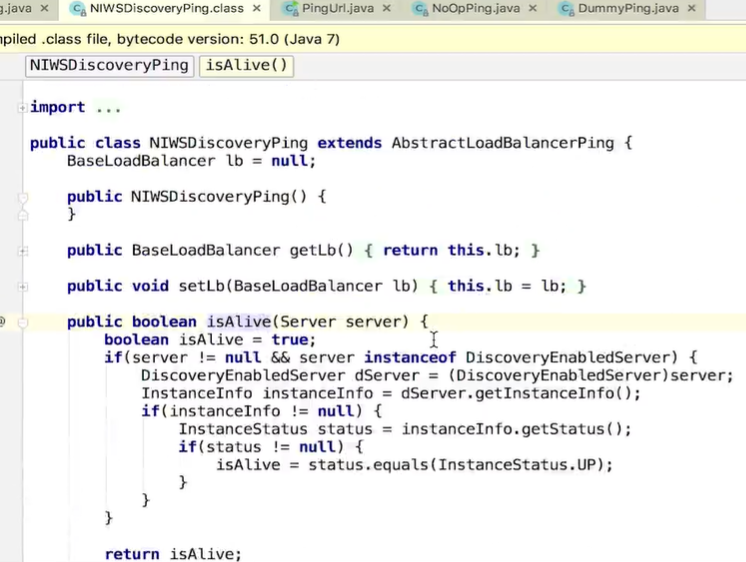 g.java × NIWSDiscoveryPing.class × PingUrl.java × NoOpPing.java × DummyPing.java ×
piled .class file, bytecode version: 51.0 (Java 7)
NIWSDiscoveryPing isAlive()
import ...
public class NIWSDiscoveryPing extends AbstractLoadBalancerPing {
BaseLoadBalancer lb = null;
public NIWSDiscoveryPing() {
}
public BaseLoadBalancer getLb() { return this.lb; }
public void setLb(BaseLoadBalancer lb) { this.lb = lb; }
public boolean isAlive(Server server) {
boolean isAlive = true;
if(server != null && server instanceof DiscoveryEnabledServer) {
DiscoveryEnabledServer dServer = (DiscoveryEnabledServer)server;
InstanceInfo instanceInfo = dServer.getInstanceInfo();
if(instanceInfo != null) {
InstanceStatus status = instanceInfo.getStatus();
if(status != null) {
isAlive = status.equals(InstanceStatus.UP);
}
}
}
return isAlive;